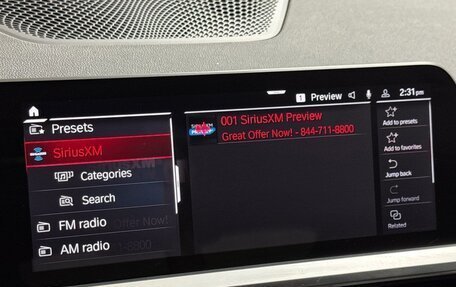 1 Preview 2:31pm
Presets
SiriusXM
Categories
Search
FM radio
AM radio
001 SiriusXM Preview
Great Offer Now! - 844-711-8800
Add to presets
Add to favorites
Jump back
Jump forward
Related